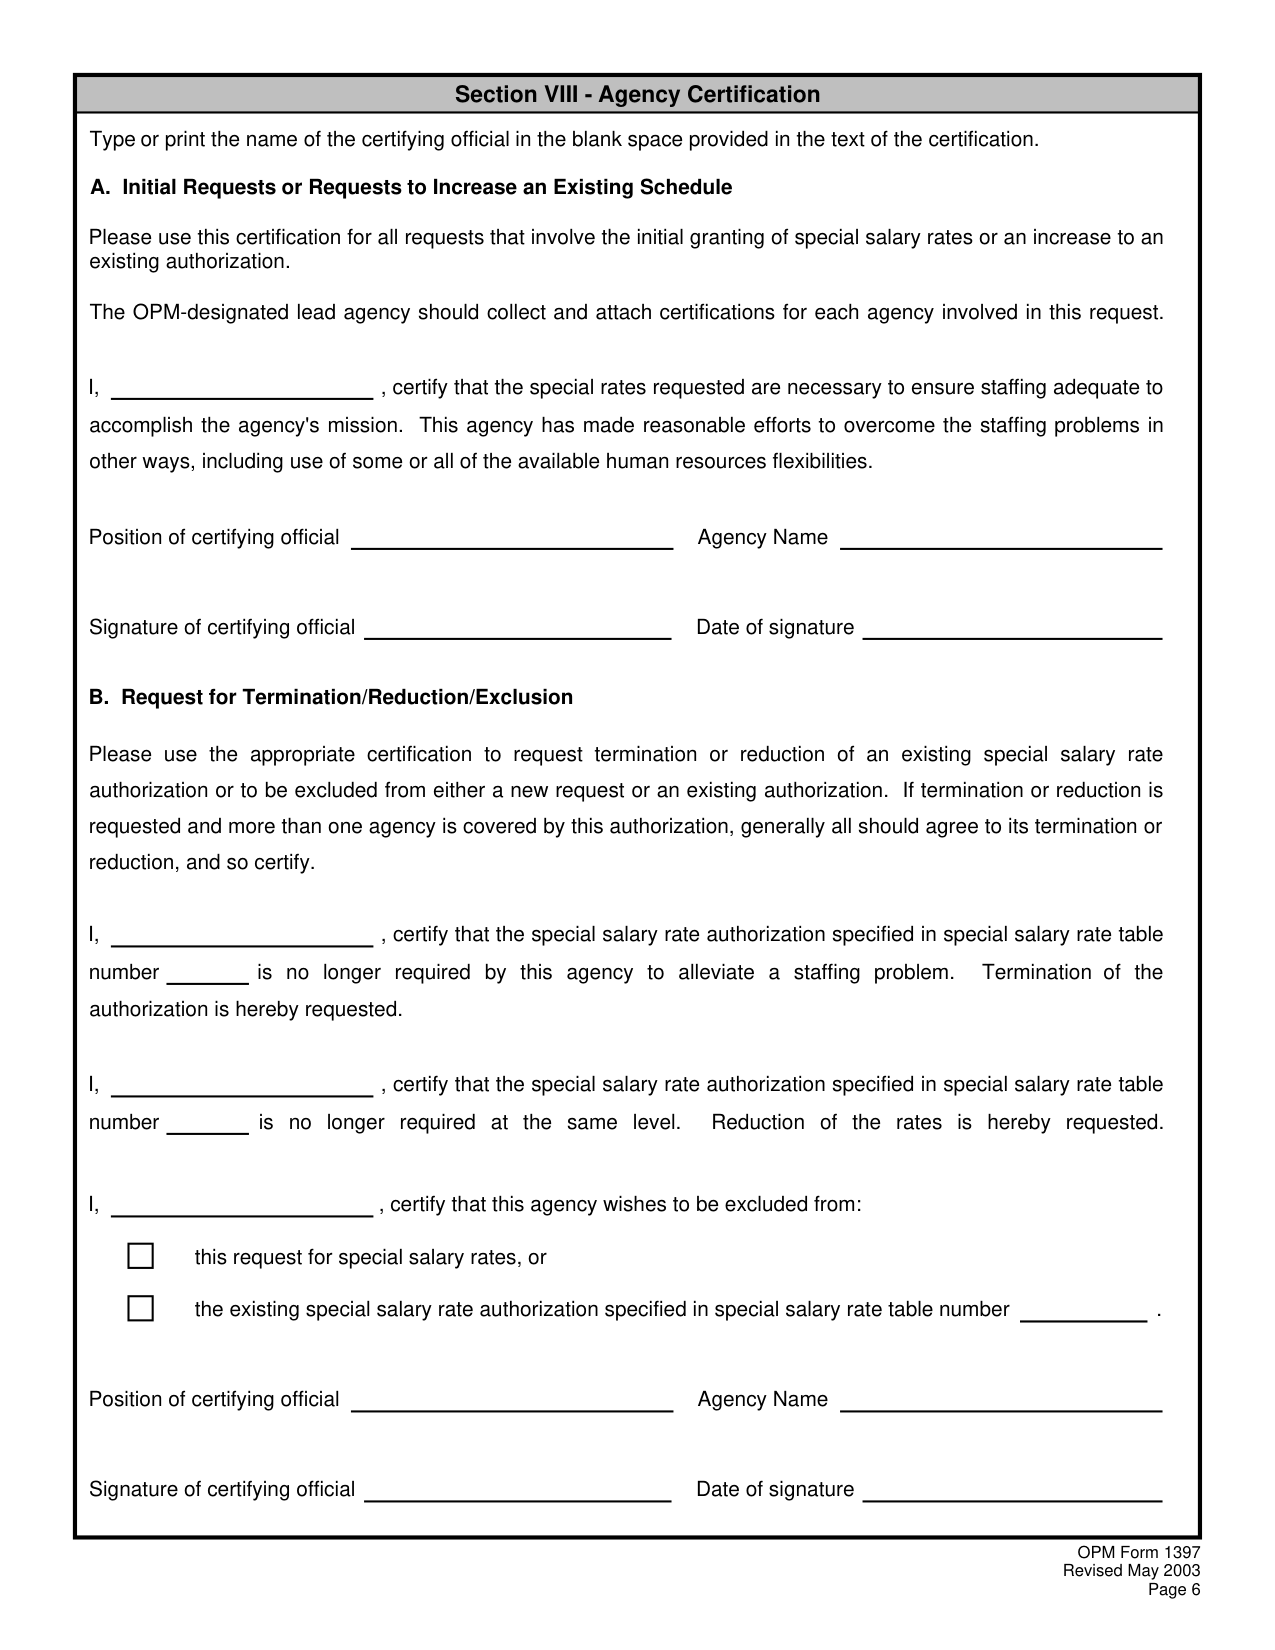 Section VIII - Agency Certification
Type or print the name of the certifying official in the blank space provided in the text of the certification.
A. Initial Requests or Requests to Increase an Existing Schedule
Please use this certification for all requests that involve the initial granting of special salary rates or an increase to an
existing authorization.
The OPM-designated lead agency should collect and attach certifications for each agency involved in this request.
I, , certify that the special rates requested are necessary to ensure staffing adequate to
accomplish the agency's mission. This agency has made reasonable efforts to overcome the staffing problems in
other ways, including use of some or all of the available human resources flexibilities.
Position of certifying official Agency Name
Signature of certifying official Date of signature
B. Request for Termination/Reduction/Exclusion
Please use the appropriate certification to request termination or reduction of an existing special salary rate
authorization or to be excluded from either a new request or an existing authorization. If termination or reduction is
requested and more than one agency is covered by this authorization, generally all should agree to its termination or
reduction, and so certify.
I, , certify that the special salary rate authorization specified in special salary rate table
number is no longer required by this agency to alleviate a staffing problem. Termination of the
authorization is hereby requested.
I, , certify that the special salary rate authorization specified in special salary rate table
number is no longer required at the same level. Reduction of the rates is hereby requested.
I, , certify that this agency wishes to be excluded from:
this request for special salary rates, or
the existing special salary rate authorization specified in special salary rate table number .
Position of certifying official Agency Name
Signature of certifying official Date of signature
OPM Form 1397
Revised May 2003
Page 6